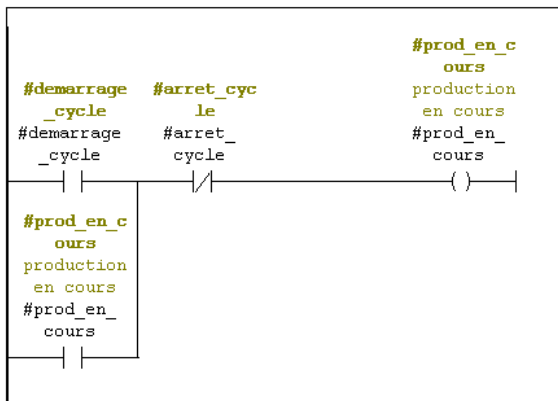 #prod_en_c
ours
production
en cours
#prod_en_
cours
#demarrage
_cycle
#demarrage
_cycle
#arret_cyc
le
#arret_
cycle
#prod_en_c
ours
production
en cours
#prod_en_
cours